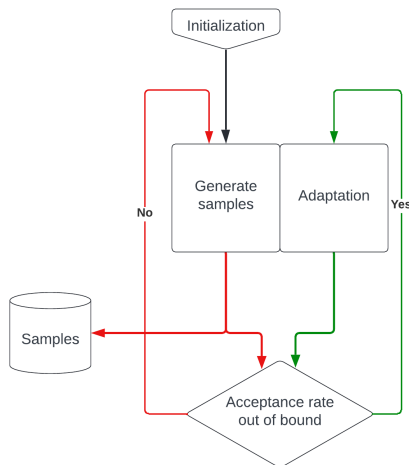 Initialization
Generate
samples
Adaptation
No
Yes
Samples
Acceptance rate
out of bound